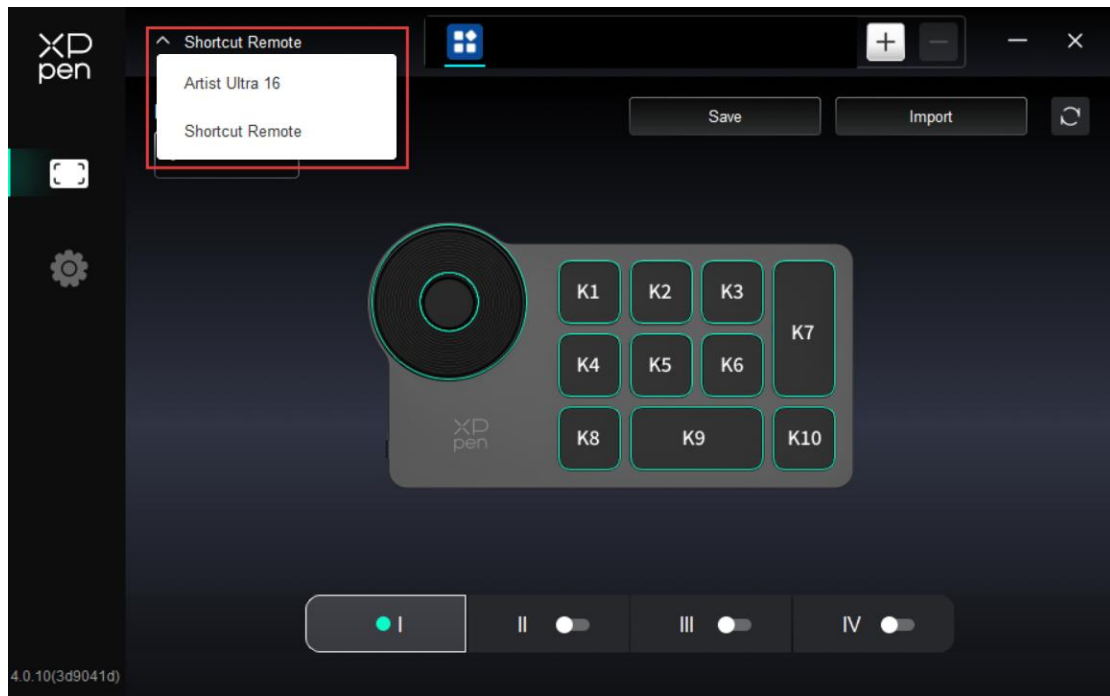 XP
pen
Shortcut Remote
Artist Ultra 16
Shortcut Remote
Save
Import
K1
K2
K3
K7
K4
K5
K6
XP
pen
K8
K9
K10
I
II
III
IV
4.0.10(3d9041d)